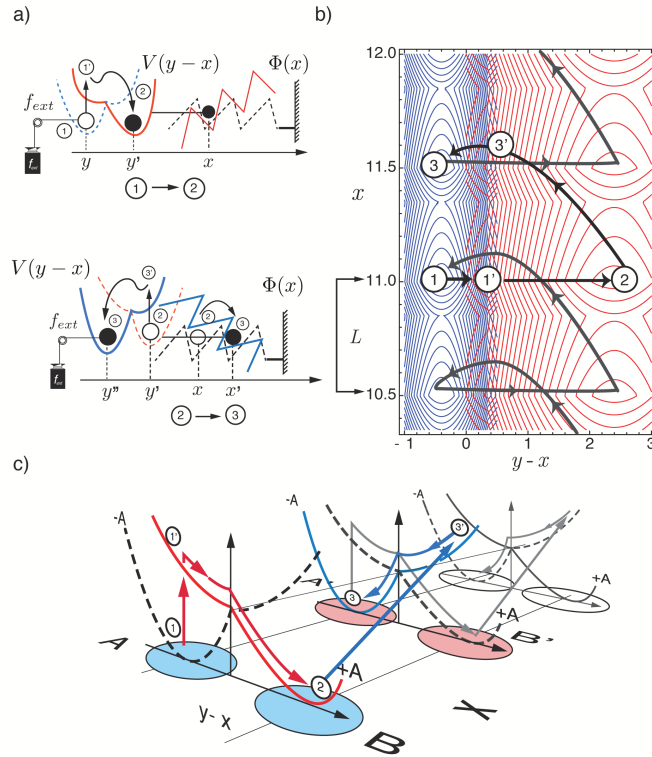 a)
V(y-x) Φ(x)
1'
2
f_ext
1
y y' x
f_ext
① → ②
V(y-x) Φ(x)
3'
3 2 2 3
f_ext
y" y' x x'
② → ③
b)
12.0
11.5
x
11.0
L
10.5
-1 0 1 2 3
y - x
3 3'
1 1' 2
c)
-A -A -A
1' 3'
3 +A
1 +A
A B'
2 +A
y-x X
B